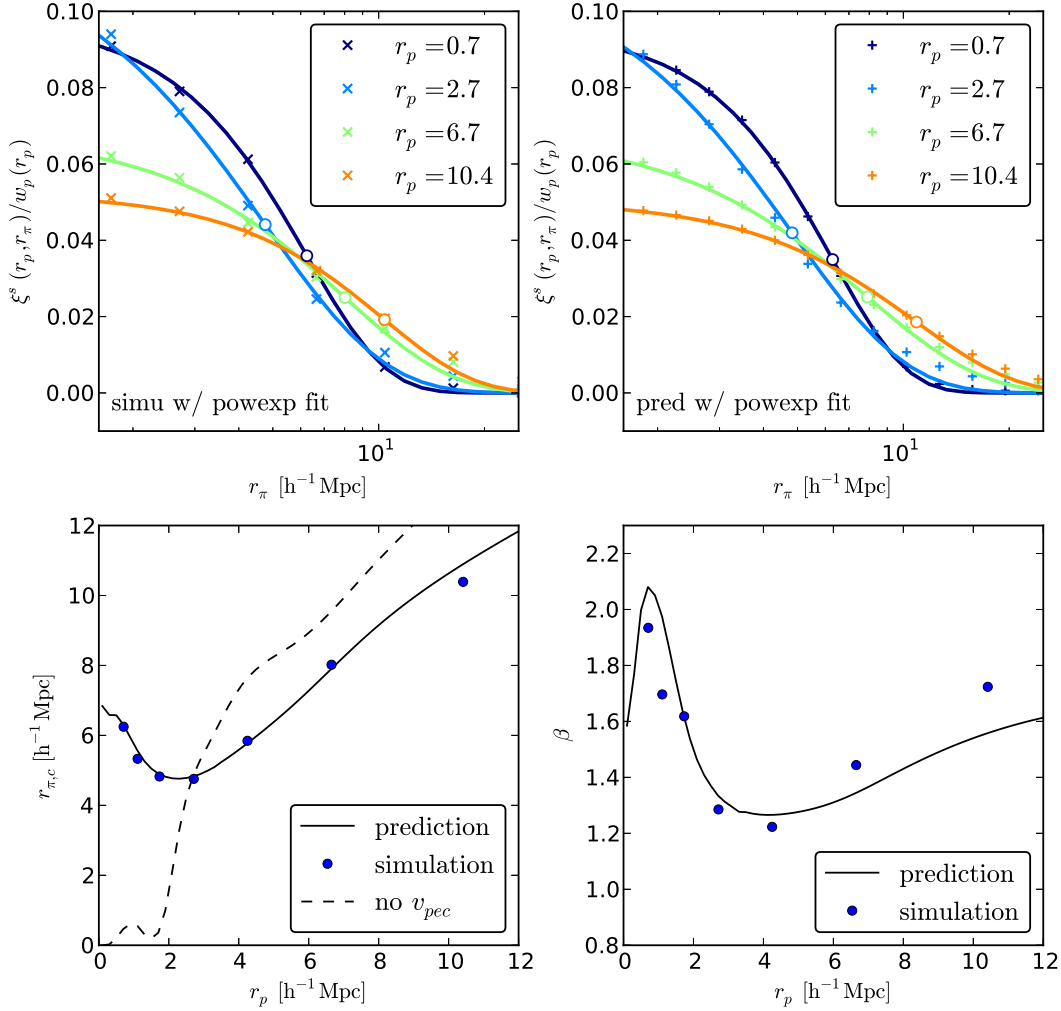 0.10
0.08
0.06
0.04
0.02
0.00
ξ^s (r_p, r_π)/w_p(r_p)
r_p =0.7
r_p =2.7
r_p =6.7
r_p =10.4
simu w/ powexp fit
10^1
r_π [h^-1 Mpc]
0.10
0.08
0.06
0.04
0.02
0.00
ξ^s (r_p, r_π)/w_p(r_p)
r_p =0.7
r_p =2.7
r_p =6.7
r_p =10.4
pred w/ powexp fit
10^1
r_π [h^-1 Mpc]
12
10
8
6
4
2
0
r_π,c [h^-1 Mpc]
prediction
simulation
no v_pec
0 2 4 6 8 10 12
r_p [h^-1 Mpc]
2.2
2.0
1.8
1.6
1.4
1.2
1.0
0.8
β
prediction
simulation
0 2 4 6 8 10 12
r_p [h^-1 Mpc]